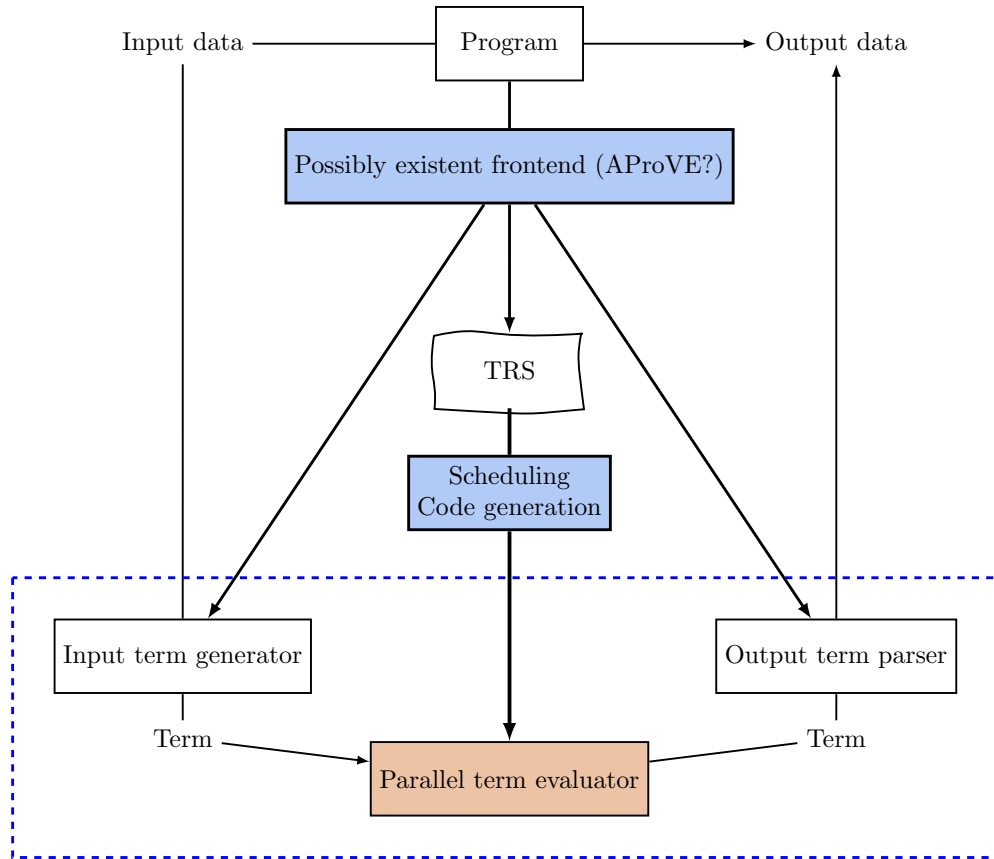 Input data
Program
Output data
Possibly existent frontend (AProVE?)
TRS
Scheduling
Code generation
Input term generator
Output term parser
Term
Term
Parallel term evaluator